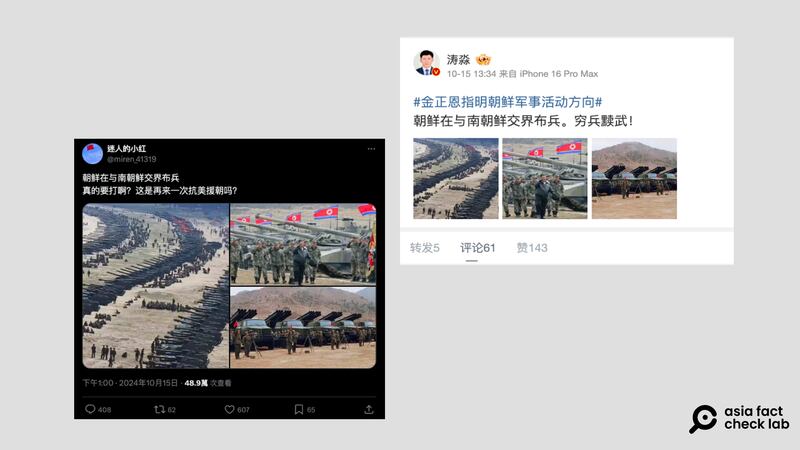 迷人的小红
@miren_41319
朝鲜在与南朝鲜交界布兵
真的要打啊？这是再来一次抗美援朝吗？
下午1:00 · 2024年10月15日 · 48.9萬 次查看
408 62 607 65
涛淼
10-15 13:34 来自 iPhone 16 Pro Max
#金正恩指明朝鲜军事活动方向#
朝鲜在与南朝鲜交界布兵。穷兵黩武！
转发5 评论61 赞143
asia fact
check lab